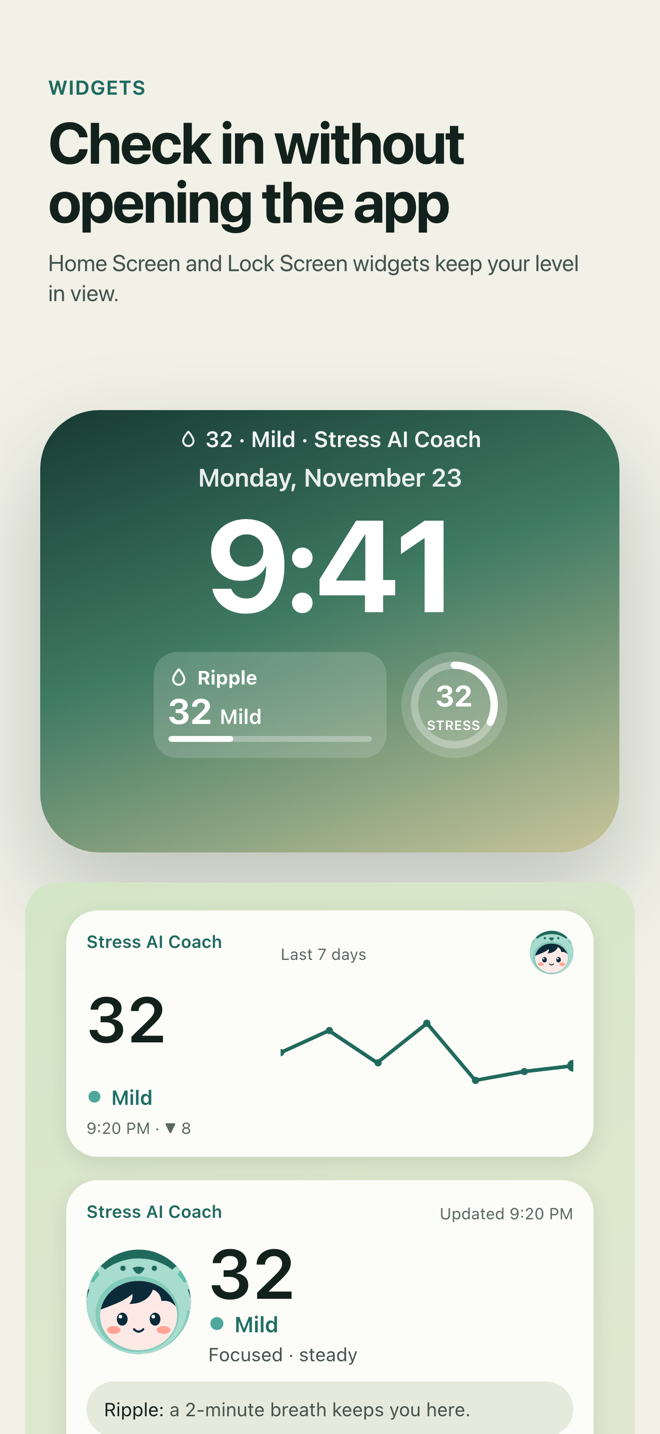 WIDGETS
Check in without
opening the app
Home Screen and Lock Screen widgets keep your level
in view.
32 · Mild · Stress AI Coach
Monday, November 23
9:41
Ripple
32 Mild
32
STRESS
Stress AI Coach
Last 7 days
32
Mild
9:20 PM · ▼ 8
Stress AI Coach
Updated 9:20 PM
32
Mild
Focused · steady
Ripple: a 2-minute breath keeps you here.